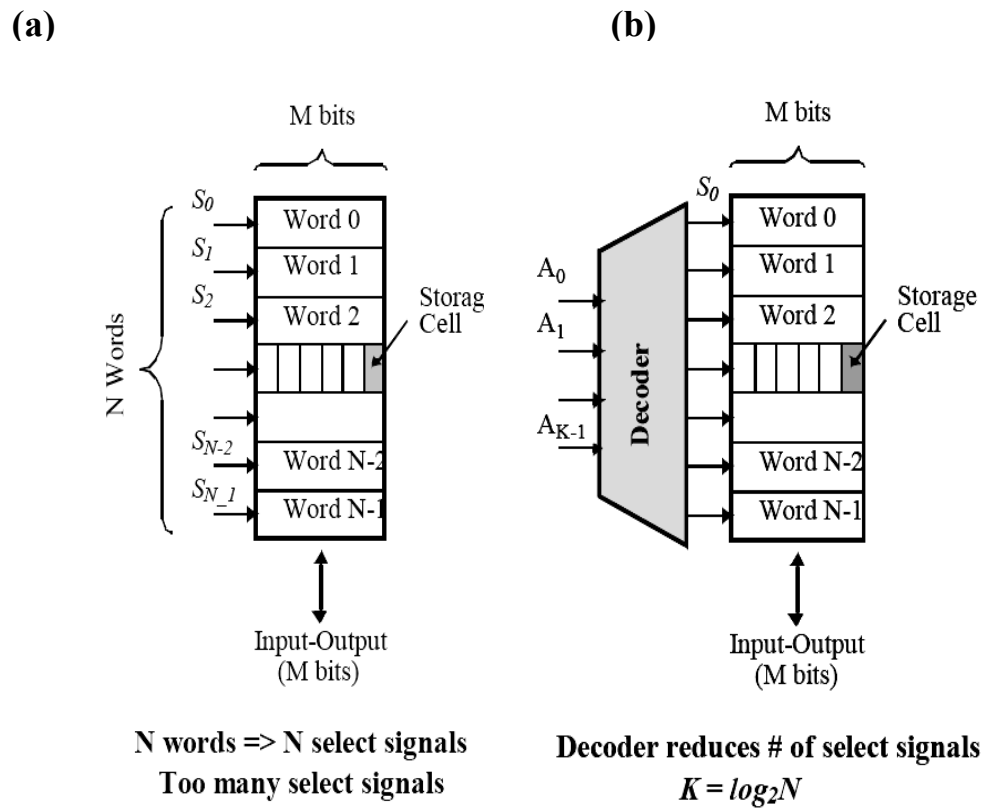 (a)
M bits
N Words
S0
S1
S2
SN-2
SN_1
Word 0
Word 1
Word 2
Word N-2
Word N-1
Storag
Cell
Input-Output
(M bits)
N words => N select signals
Too many select signals
(b)
M bits
S0
A0
A1
AK-1
Decoder
Word 0
Word 1
Word 2
Word N-2
Word N-1
Storage
Cell
Input-Output
(M bits)
Decoder reduces # of select signals
K = log2N